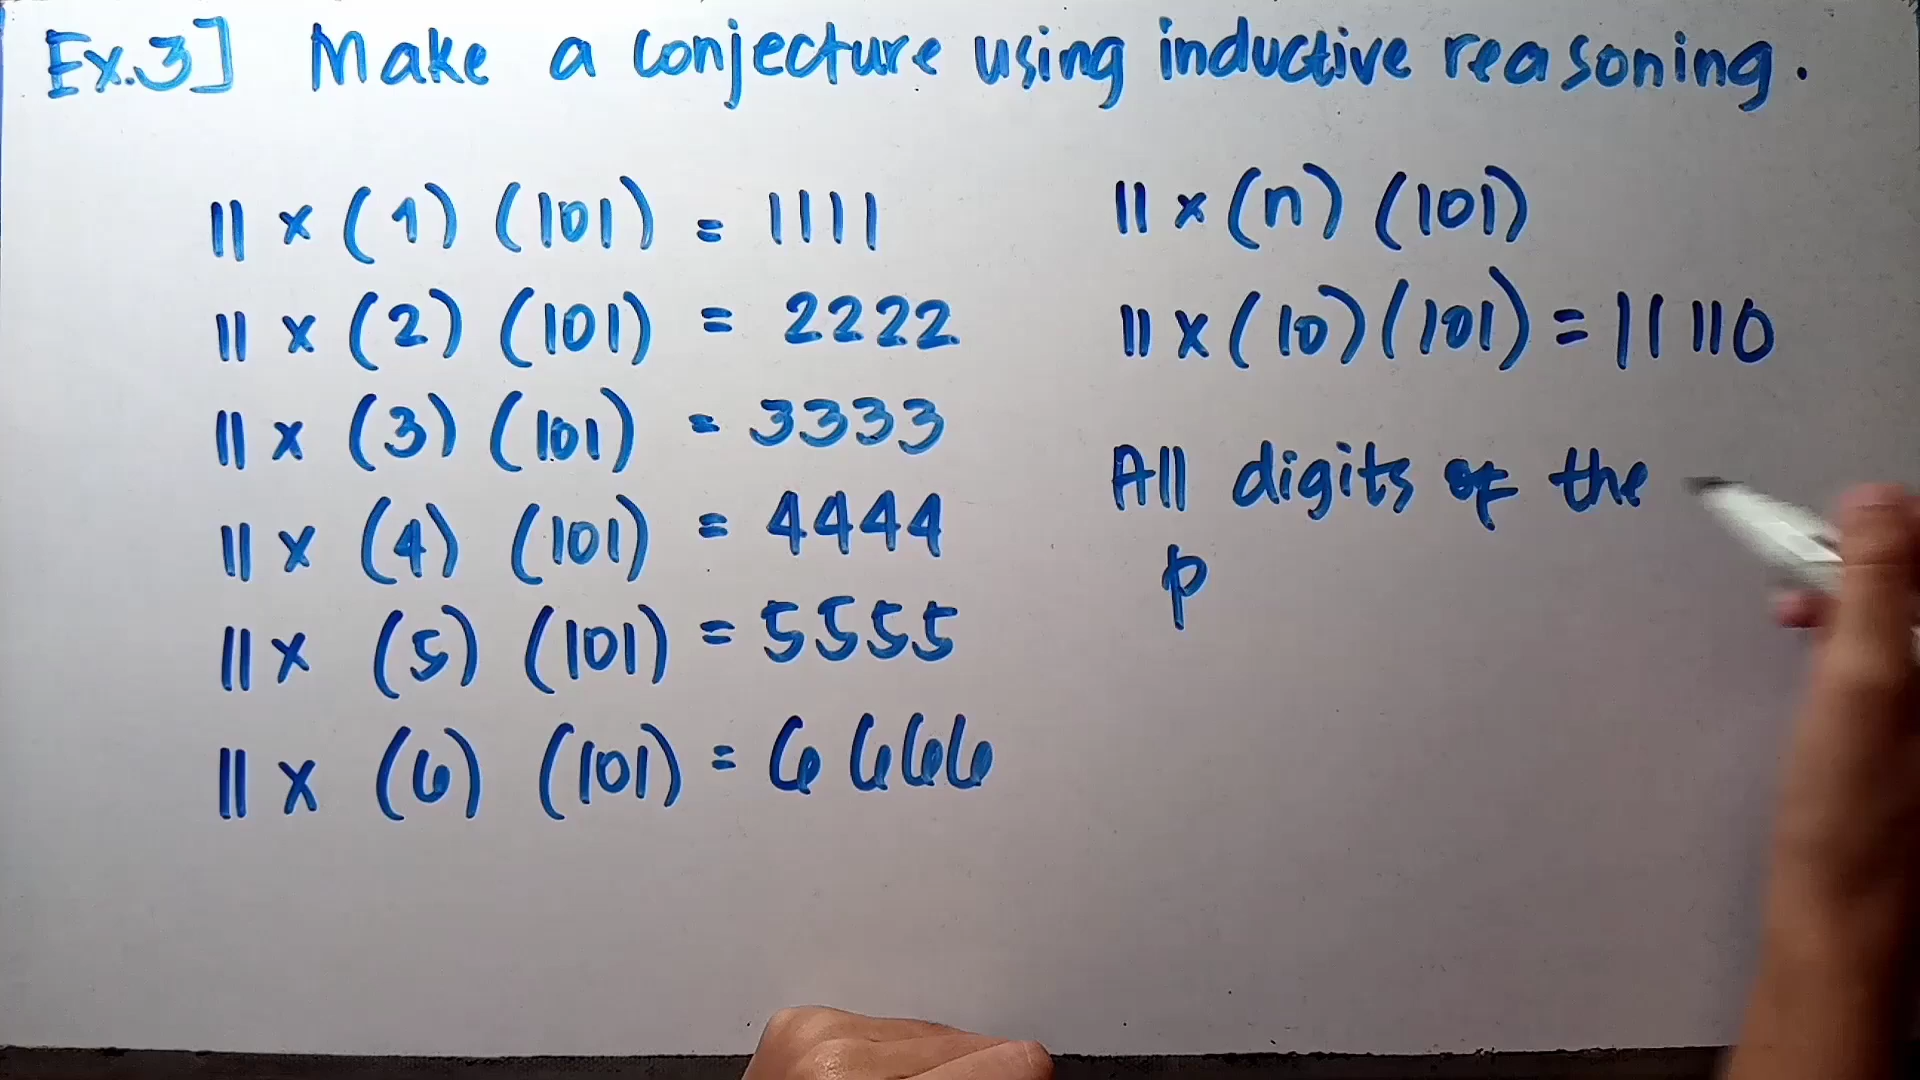 Ex.3] Make a conjecture using inductive reasoning.
11 × (1) (101) = 1111
11 × (2) (101) = 2222
11 × (3) (101) = 3333
11 × (4) (101) = 4444
11 × (5) (101) = 5555
11 × (6) (101) = 6666
11 × (n) (101)
11 × (10) (101) = 11110
All digits of the
p